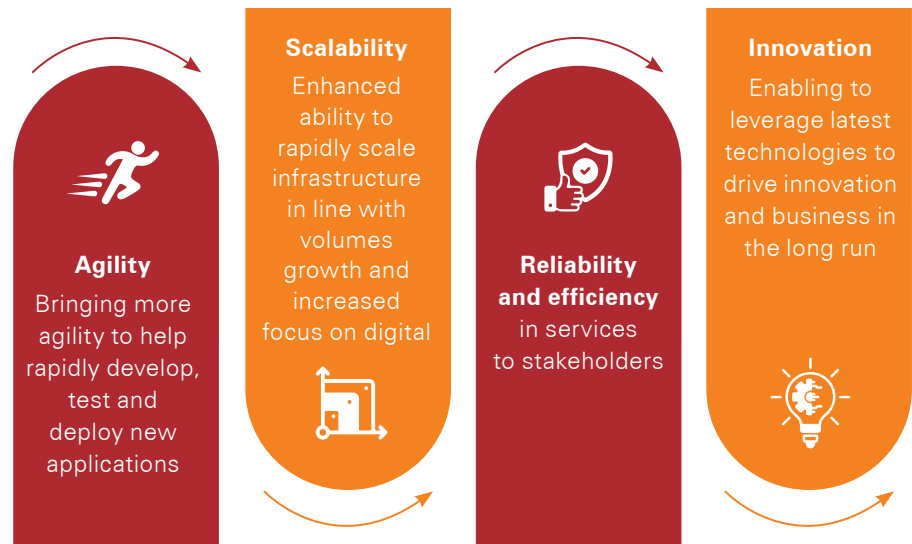 Agility
Bringing more
agility to help
rapidly develop,
test and
deploy new
applications
Scalability
Enhanced
ability to
rapidly scale
infrastructure
in line with
volumes
growth and
increased
focus on digital
Reliability
and efficiency
in services
to stakeholders
Innovation
Enabling to
leverage latest
technologies to
drive innovation
and business in
the long run